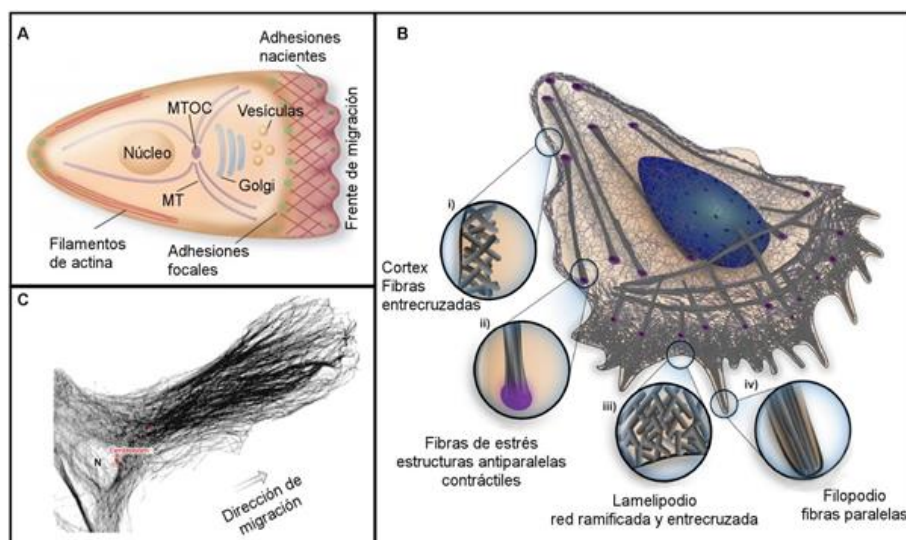 A
Adhesiones
nacientes
MTOC
Vesículas
Núcleo
MT
Golgi
Frente de migración
Filamentos
de actina
Adhesiones
focales
B
i)
Cortex
Fibras
entrecruzadas
ii)
Fibras de estrés
estructuras antiparalelas
contráctiles
iii)
Lamelipodio
red ramificada y entrecruzada
iv)
Filopodio
fibras paralelas
C
N
Dirección de
migración